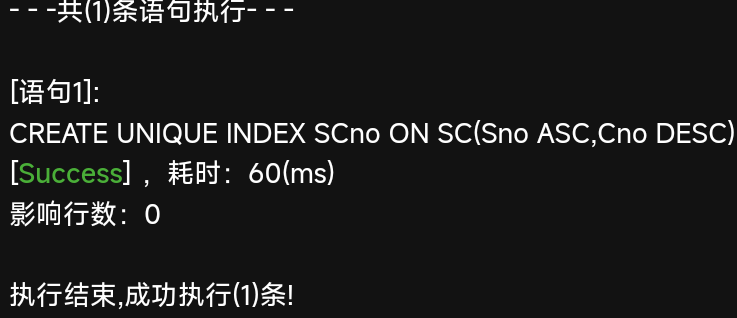 - - -共(1)条语句执行- - -
[语句1]:
CREATE UNIQUE INDEX SCno ON SC(Sno ASC,Cno DESC)
[Success] ，耗时：60(ms)
影响行数：0
执行结束,成功执行(1)条!